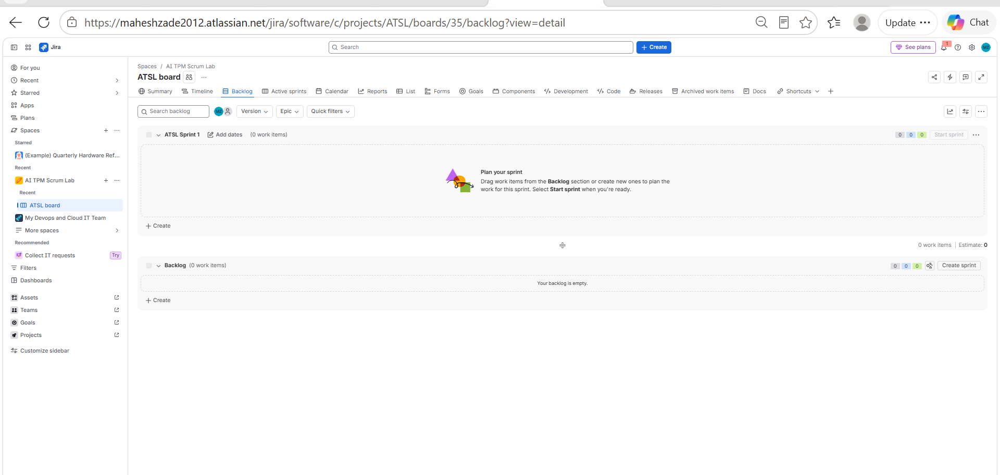 https://maheshzade2012.atlassian.net/jira/software/c/projects/ATSL/boards/35/backlog?view=detail
Update
Chat
Jira
Search
Create
See plans
1
MZ
For you
Recent
Starred
Apps
Plans
Spaces
Starred
(Example) Quarterly Hardware Ref...
Recent
AI TPM Scrum Lab
Recent
ATSL board
My Devops and Cloud IT Team
More spaces
Recommended
Collect IT requests Try
Filters
Dashboards
Assets
Teams
Goals
Projects
Customize sidebar
Spaces / AI TPM Scrum Lab
ATSL board
Summary Timeline Backlog Active sprints Calendar Reports List Forms Goals Components Development Code Releases Archived work items Docs Shortcuts
Search backlog MZ Version Epic Quick filters
ATSL Sprint 1 Add dates (0 work items) 0 0 0 Start sprint
Plan your sprint
Drag work items from the Backlog section or create new ones to plan the
work for this sprint. Select Start sprint when you're ready.
Create
0 work items Estimate: 0
Backlog (0 work items) 0 0 0 Create sprint
Your backlog is empty.
Create